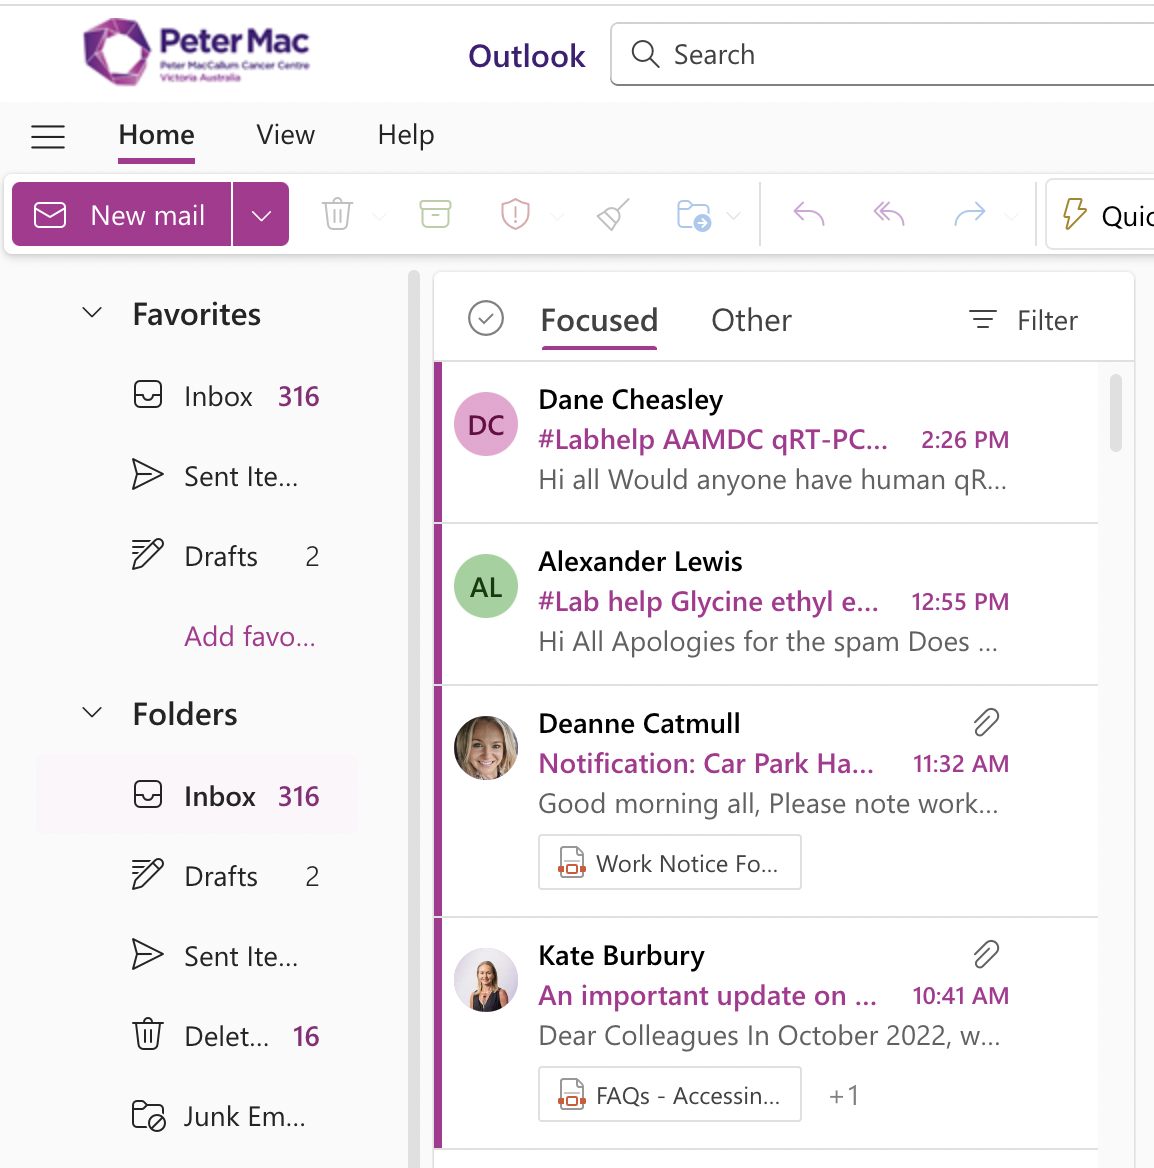 Peter Mac
Peter MacCallum Cancer Centre
Victoria Australia
Outlook
Search
Home View Help
New mail
Quic
Favorites
Inbox 316
Sent Ite...
Drafts 2
Add favo...
Folders
Inbox 316
Drafts 2
Sent Ite...
Delet... 16
Junk Em...
Focused Other Filter
DC
Dane Cheasley
#Labhelp AAMDC qRT-PC... 2:26 PM
Hi all Would anyone have human qR...
AL
Alexander Lewis
#Lab help Glycine ethyl e... 12:55 PM
Hi All Apologies for the spam Does ...
Deanne Catmull
Notification: Car Park Ha... 11:32 AM
Good morning all, Please note work...
Work Notice Fo...
Kate Burbury
An important update on ... 10:41 AM
Dear Colleagues In October 2022, w...
FAQs - Accessin... +1